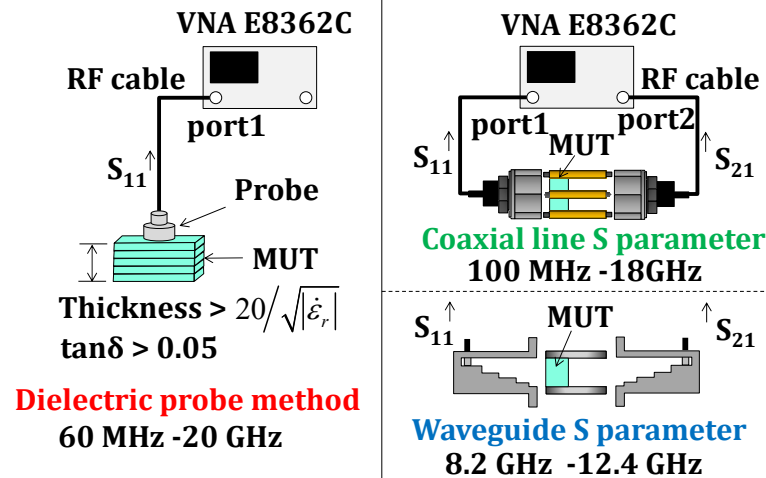 VNA E8362C
RF cable
port1
S₁₁
Probe
MUT
Thickness > 20/√|ε̇ᵣ|
tanδ > 0.05
Dielectric probe method
60 MHz -20 GHz
VNA E8362C
RF cable
port1
port2
MUT
S₁₁
S₂₁
Coaxial line S parameter
100 MHz -18GHz
S₁₁
MUT
S₂₁
Waveguide S parameter
8.2 GHz -12.4 GHz